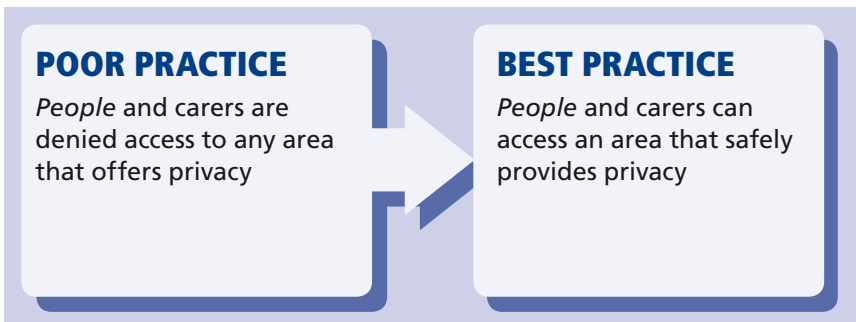 POOR PRACTICE
People and carers are
denied access to any area
that offers privacy
BEST PRACTICE
People and carers can
access an area that safely
provides privacy